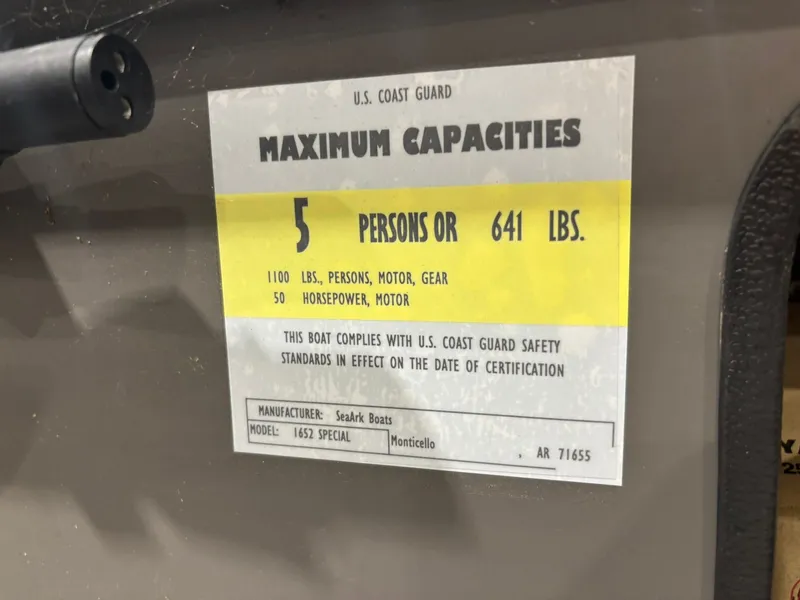 U.S. COAST GUARD
MAXIMUM CAPACITIES
5 PERSONS OR 641 LBS.
1100 LBS., PERSONS, MOTOR, GEAR
50 HORSEPOWER, MOTOR
THIS BOAT COMPLIES WITH U.S. COAST GUARD SAFETY
STANDARDS IN EFFECT ON THE DATE OF CERTIFICATION
MANUFACTURER: SeaArk Boats
MODEL: 1652 SPECIAL Monticello , AR 71655